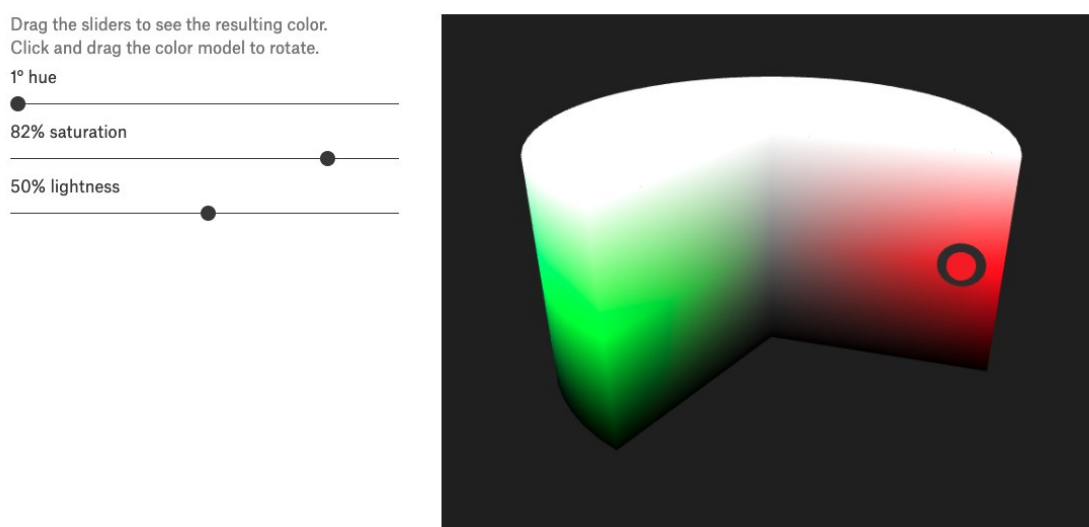 Drag the sliders to see the resulting color.
Click and drag the color model to rotate.
1° hue
82% saturation
50% lightness